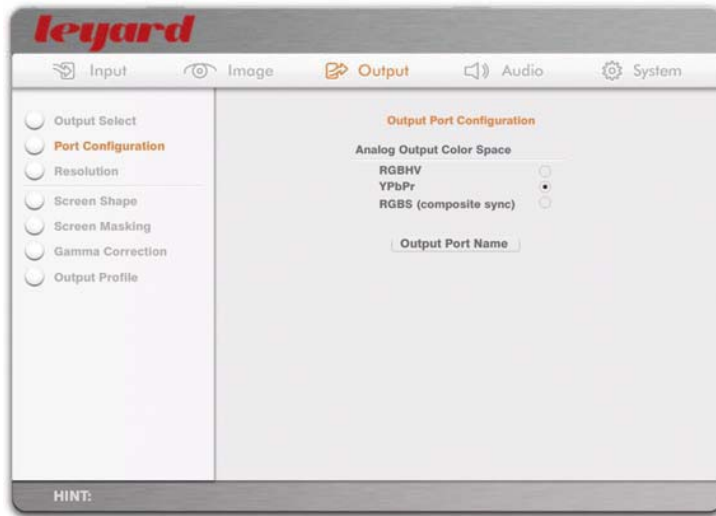 leyard
Input Image Output Audio System
Output Select
Port Configuration
Resolution
Screen Shape
Screen Masking
Gamma Correction
Output Profile
Output Port Configuration
Analog Output Color Space
RGBHV
YPbPr
RGBS (composite sync)
Output Port Name
HINT: